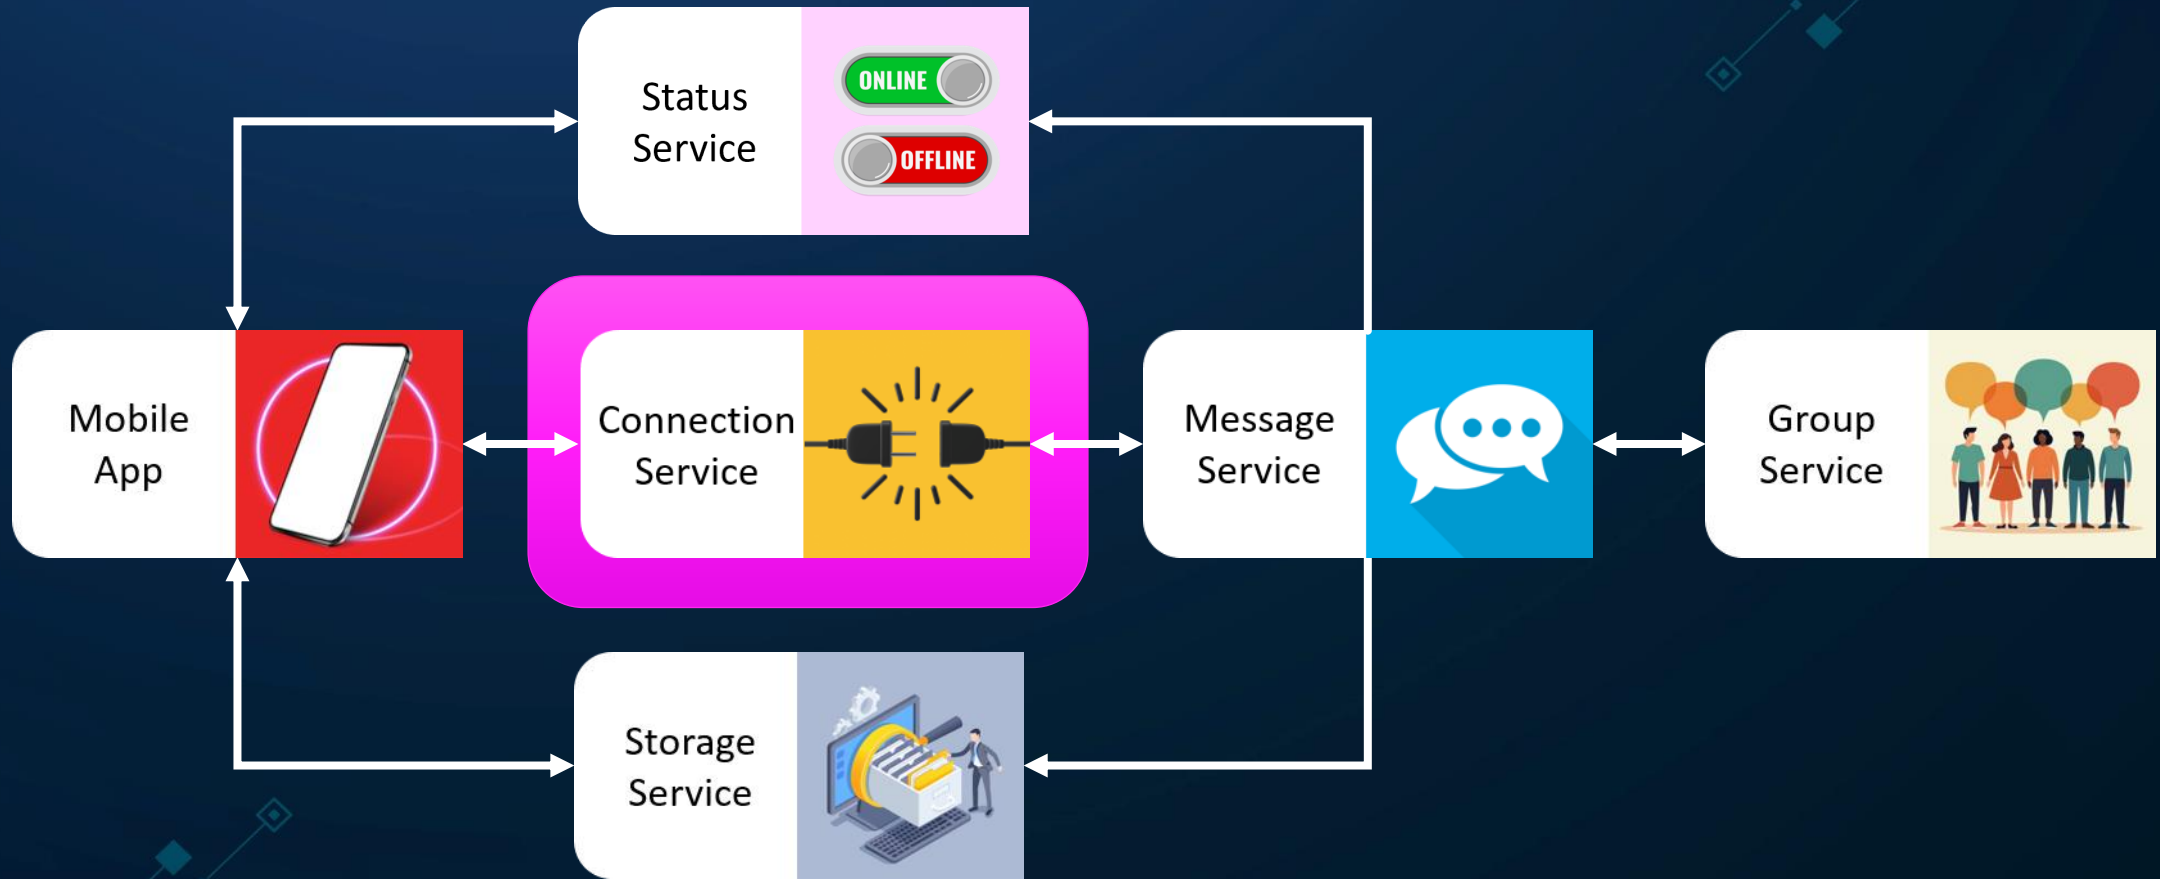 Status
Service
ONLINE
OFFLINE
Mobile
App
Connection
Service
Message
Service
Group
Service
Storage
Service